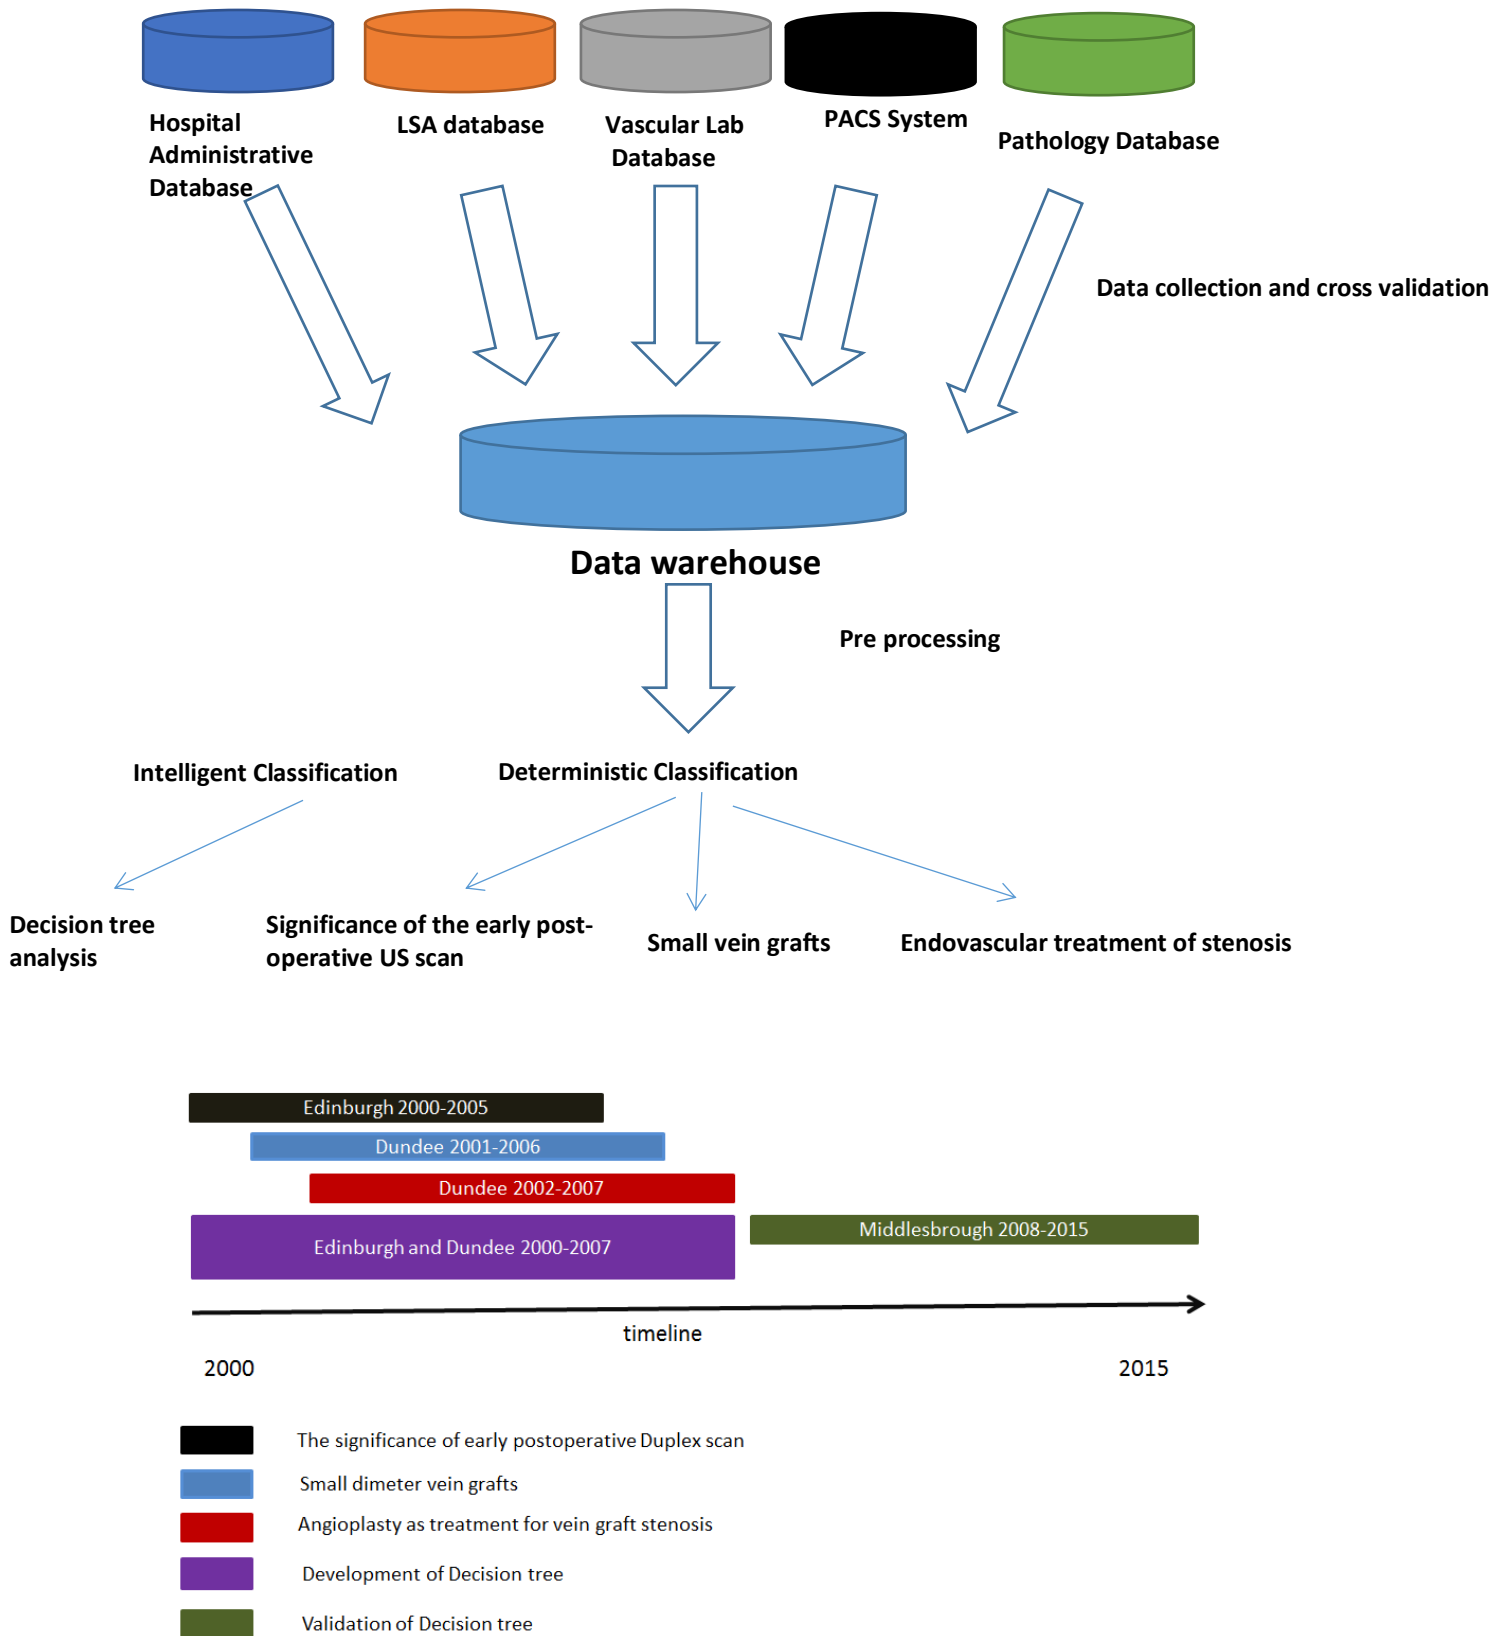 Hospital
Administrative
Database
LSA database
Vascular Lab
Database
PACS System
Pathology Database
Data collection and cross validation
Data warehouse
Pre processing
Intelligent Classification
Deterministic Classification
Decision tree
analysis
Significance of the early post-
operative US scan
Small vein grafts
Endovascular treatment of stenosis
Edinburgh 2000-2005
Dundee 2001-2006
Dundee 2002-2007
Edinburgh and Dundee 2000-2007
Middlesbrough 2008-2015
timeline
2000
2015
The significance of early postoperative Duplex scan
Small dimeter vein grafts
Angioplasty as treatment for vein graft stenosis
Development of Decision tree
Validation of Decision tree